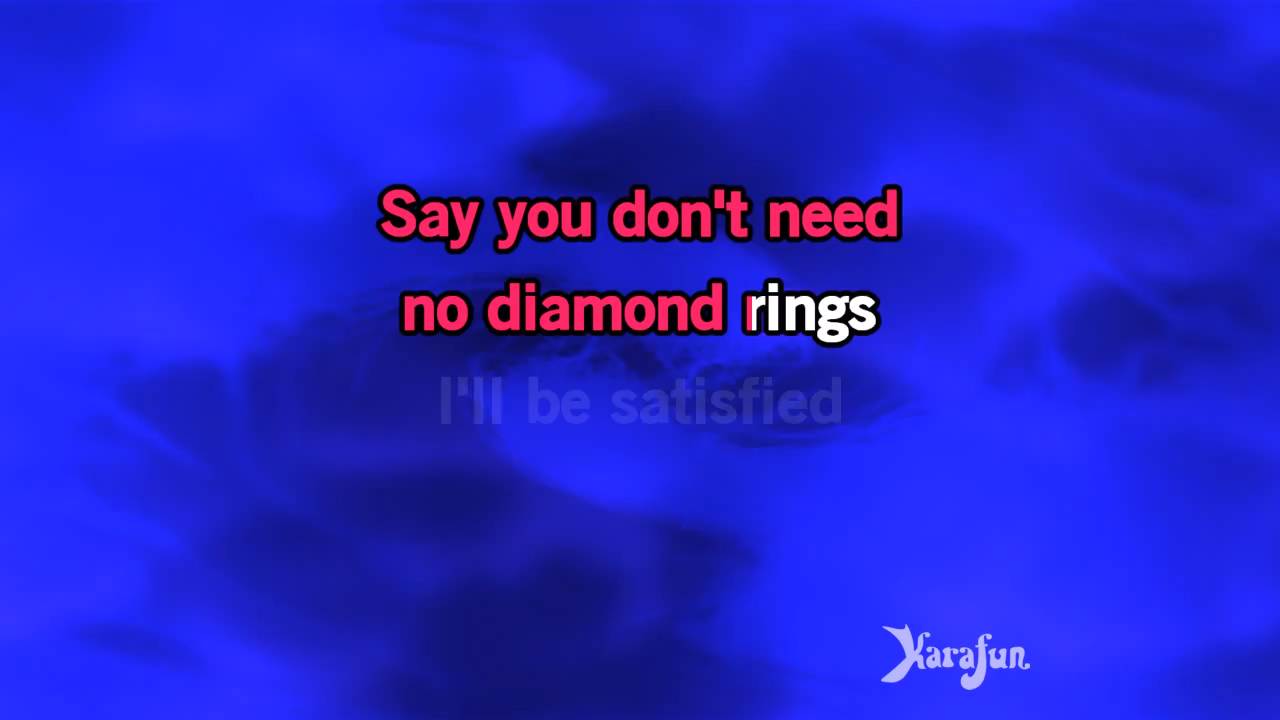 Say you don't need
no diamond rings
I'll be satisfied
Karafun